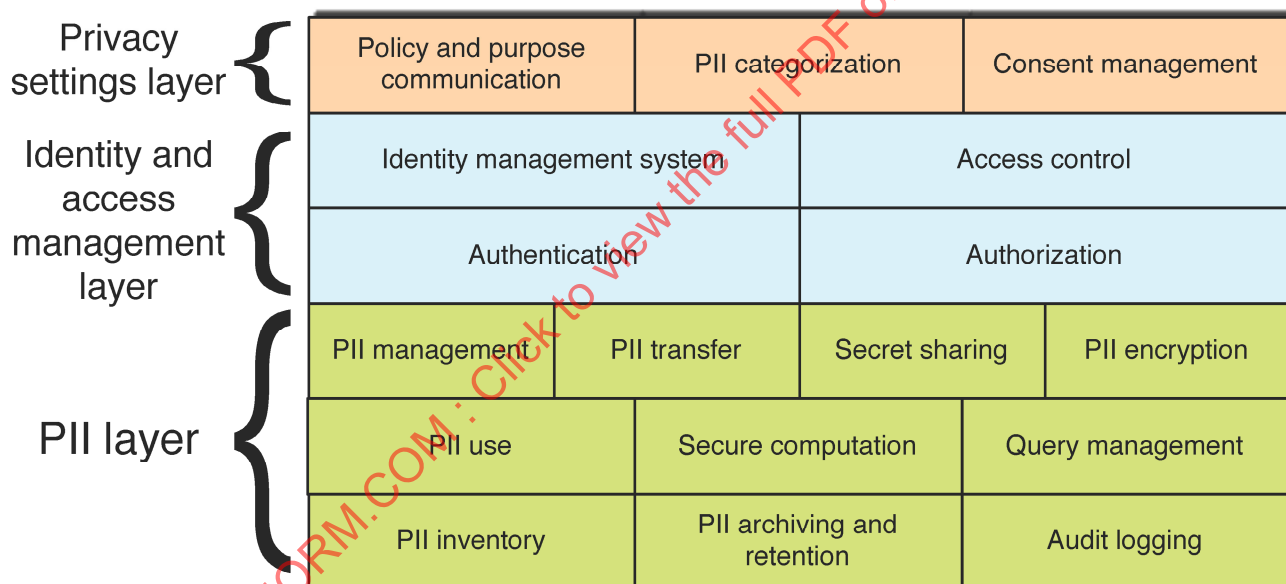 Privacy
settings layer
Policy and purpose
communication
PII categorization
Consent management
Identity and
access
management
layer
Identity management system
Access control
Authentication
Authorization
PII layer
PII management
PII transfer
Secret sharing
PII encryption
PII use
Secure computation
Query management
PII inventory
PII archiving and
retention
Audit logging
ORM.COM : Click to view the full PDF o